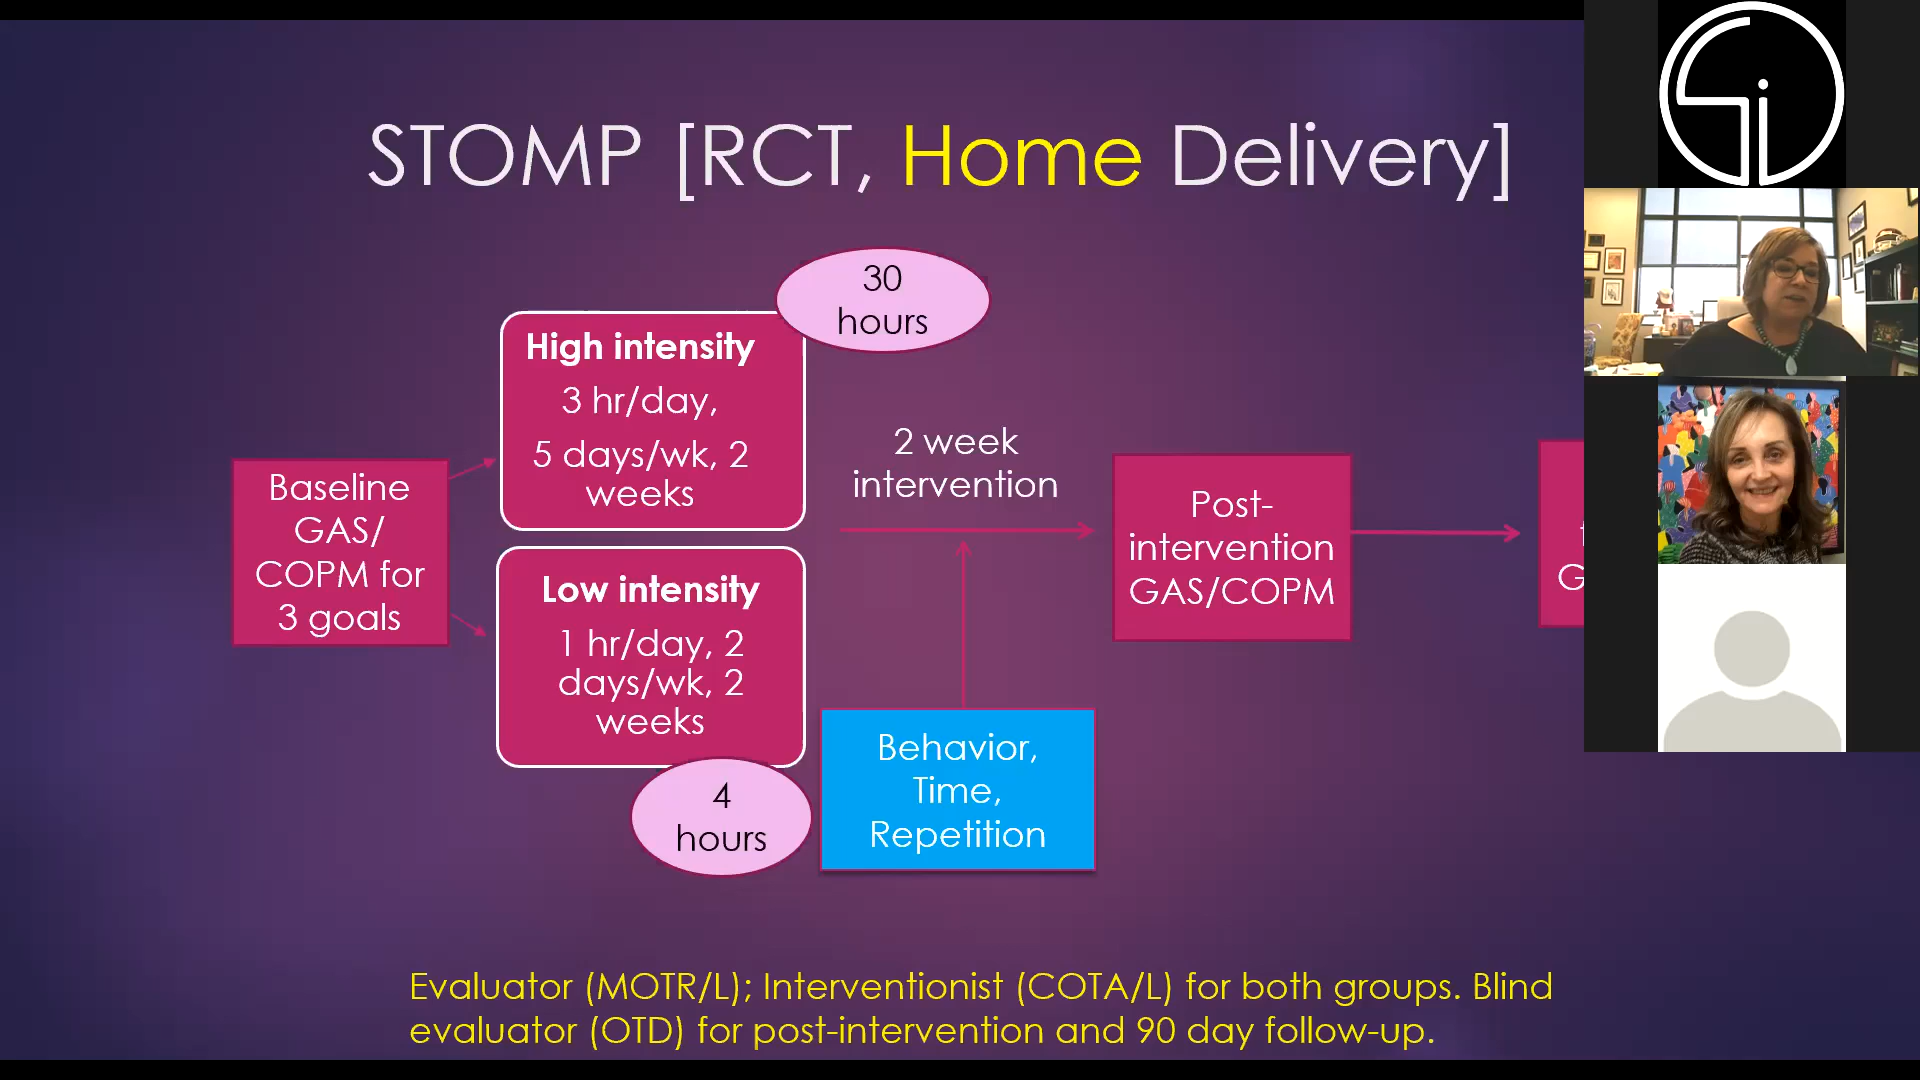 STOMP [RCT, Home Delivery]
30
hours
High intensity
3 hr/day,
5 days/wk, 2
weeks
Baseline
GAS/
COPM for
3 goals
Low intensity
1 hr/day, 2
days/wk, 2
weeks
4
hours
2 week
intervention
Behavior,
Time,
Repetition
Post-
intervention
GAS/COPM
G
Evaluator (MOTR/L); Interventionist (COTA/L) for both groups. Blind
evaluator (OTD) for post-intervention and 90 day follow-up.